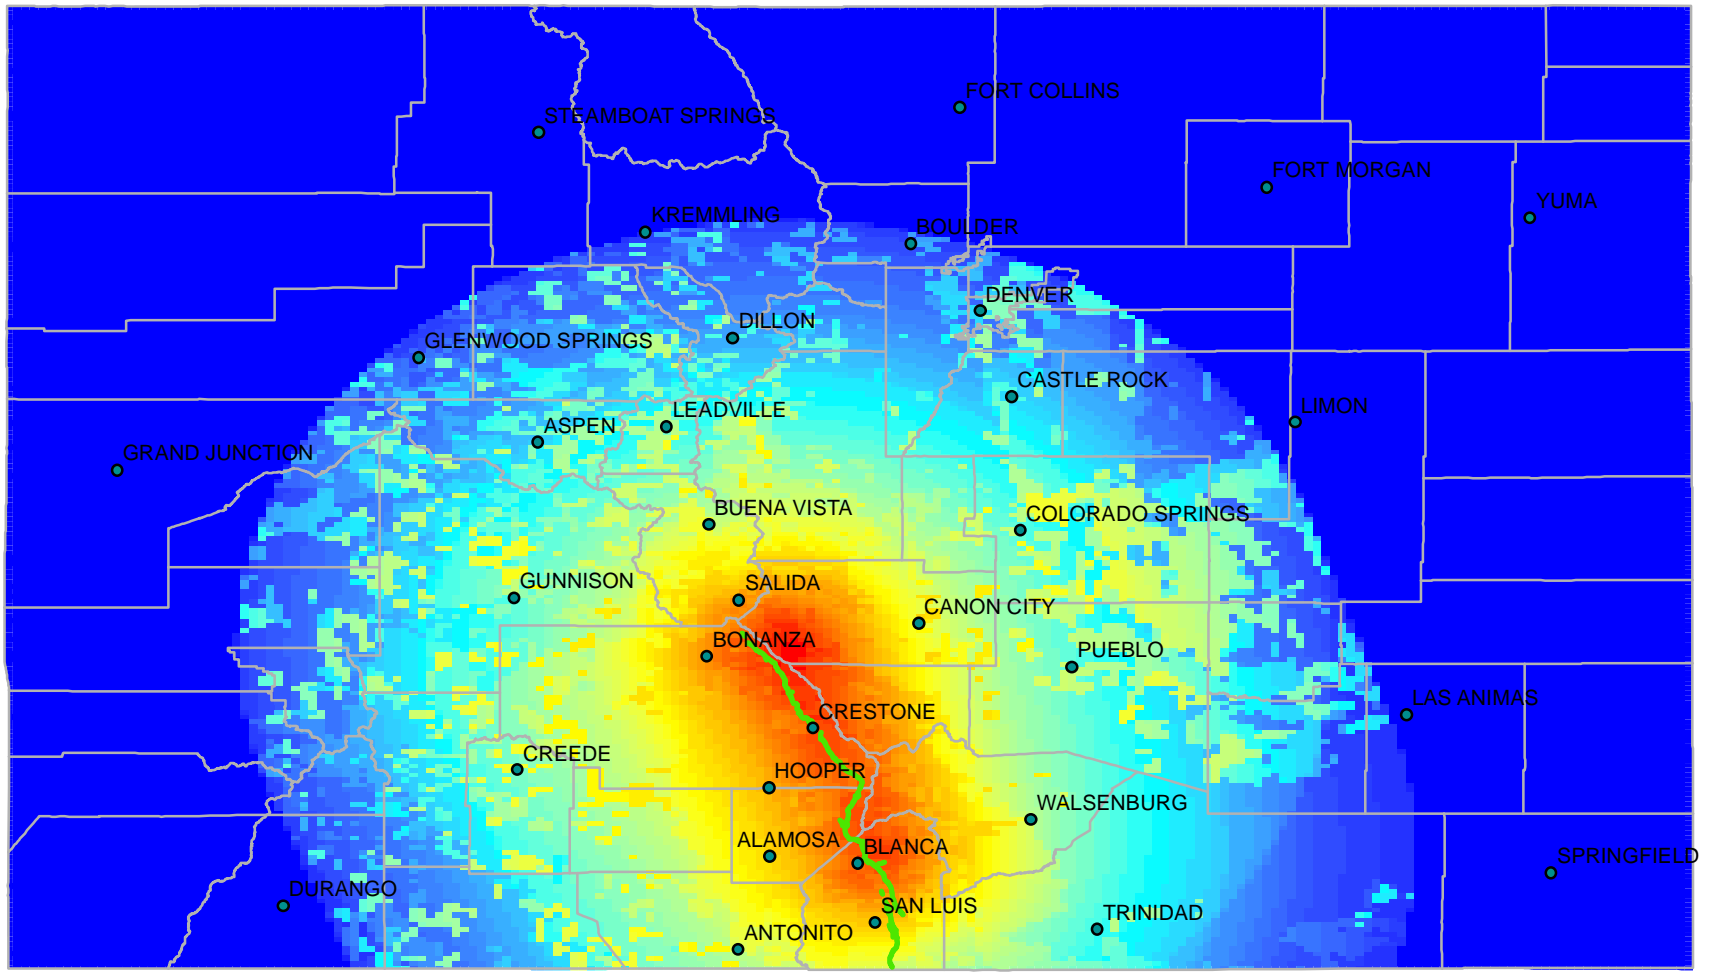 FORT COLLINS
STEAMBOAT SPRINGS
FORT MORGAN
YUMA
KREMMLING
BOULDER
DENVER
DILLON
GLENWOOD SPRINGS
CASTLE ROCK
LIMON
LEADVILLE
ASPEN
GRAND JUNCTION
BUENA VISTA
COLORADO SPRINGS
GUNNISON
SALIDA
CANON CITY
BONANZA
PUEBLO
LAS ANIMAS
CRESTONE
CREEDE
HOOPER
WALSENBURG
ALAMOSA
BLANCA
SPRINGFIELD
DURANGO
SAN LUIS
TRINIDAD
ANTONITO